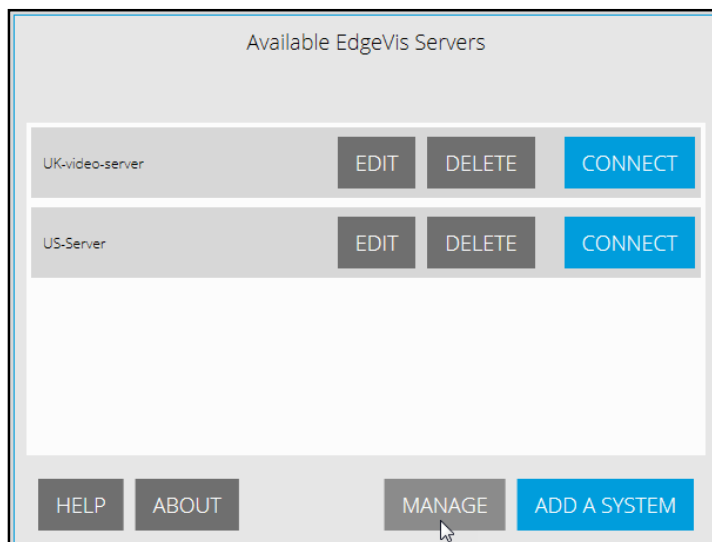 Available EdgeVis Servers
UK-video-server EDIT DELETE CONNECT
US-Server EDIT DELETE CONNECT
HELP ABOUT MANAGE ADD A SYSTEM